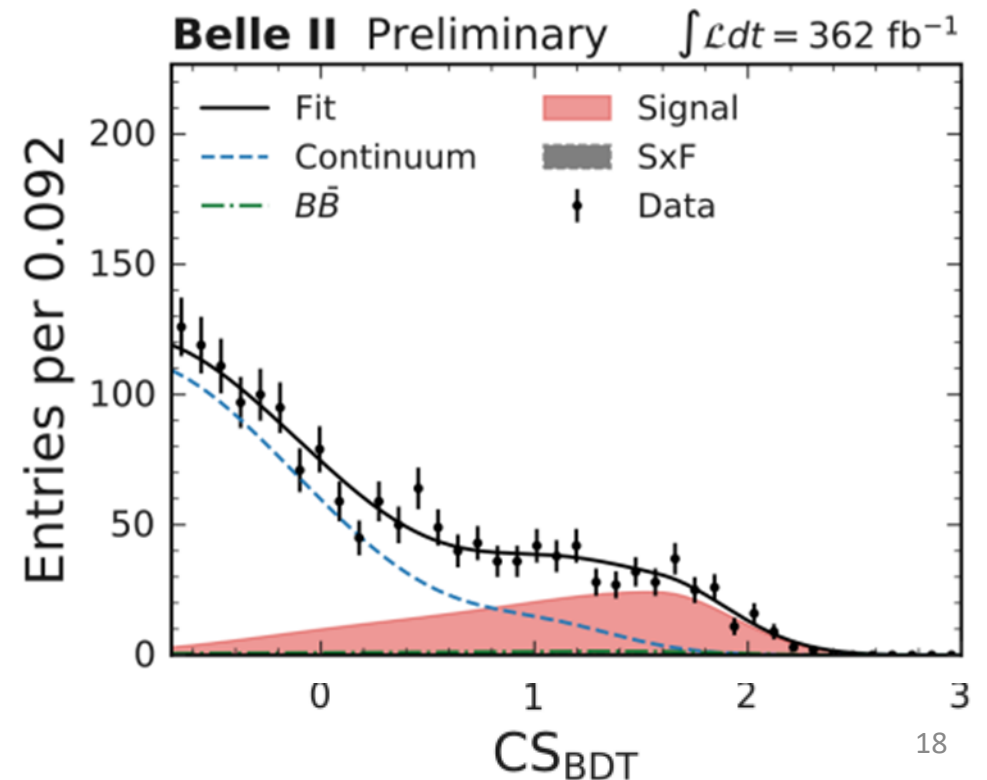 Belle II Preliminary ∫ℒdt = 362 fb⁻¹
Fit
Continuum
BB̄
Signal
SxF
Data
Entries per 0.092
200
150
100
50
0
0 1 2 3
CS_BDT
18